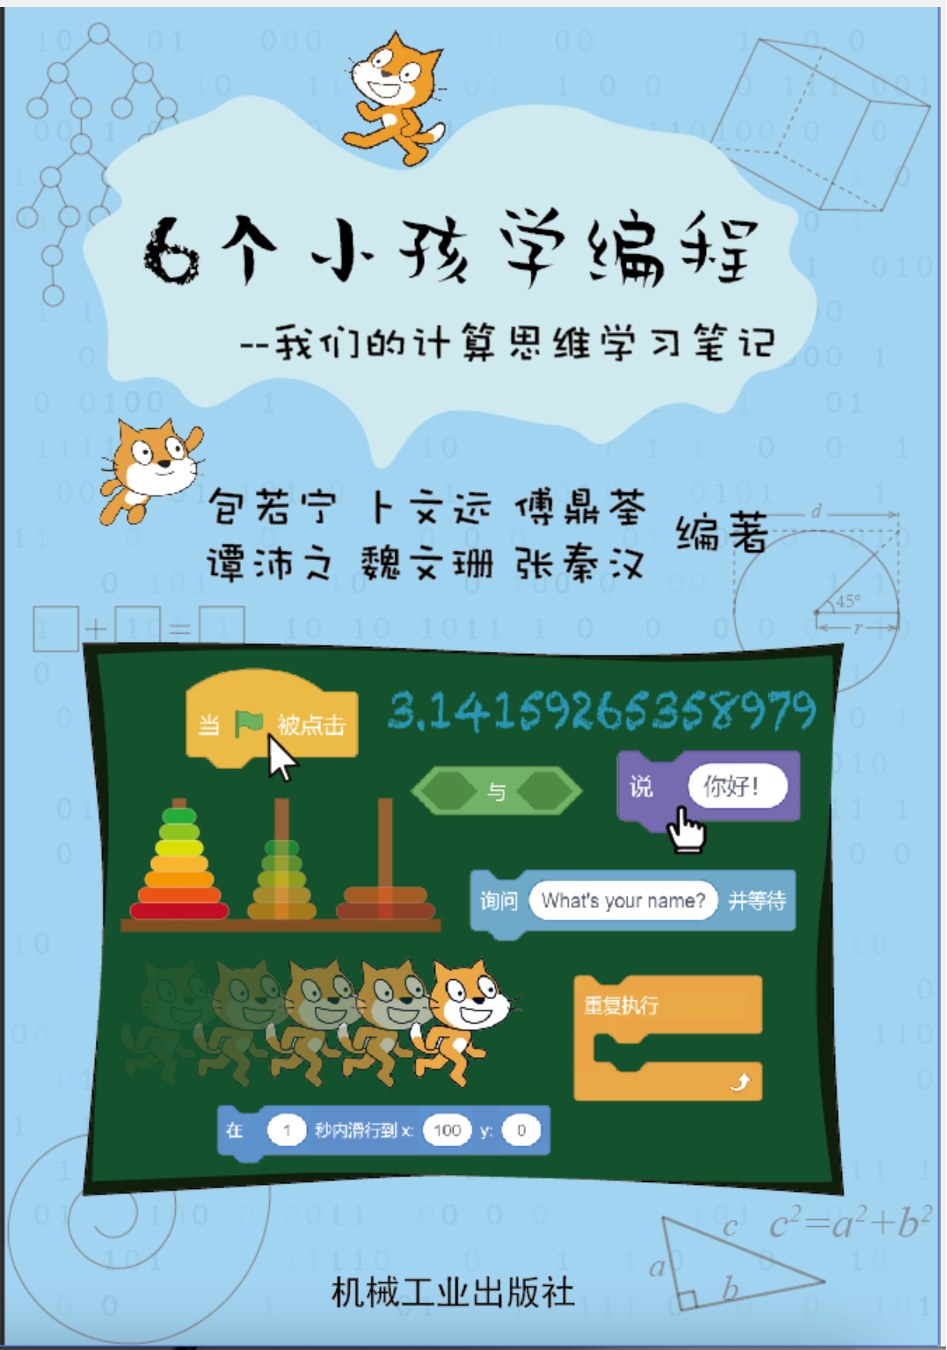 6个小孩学编程
--我们的计算思维学习笔记
包若宁 卜文远 傅鼎荃
谭沛之 魏文珊 张秦汉
编著
d
45°
r
+ =
当 被点击
3.14159265358979
与
说 你好!
询问 What's your name? 并等待
重复执行
在 1 秒内滑行到 x: 100 y: 0
c²=a²+b²
c
a
b
机械工业出版社